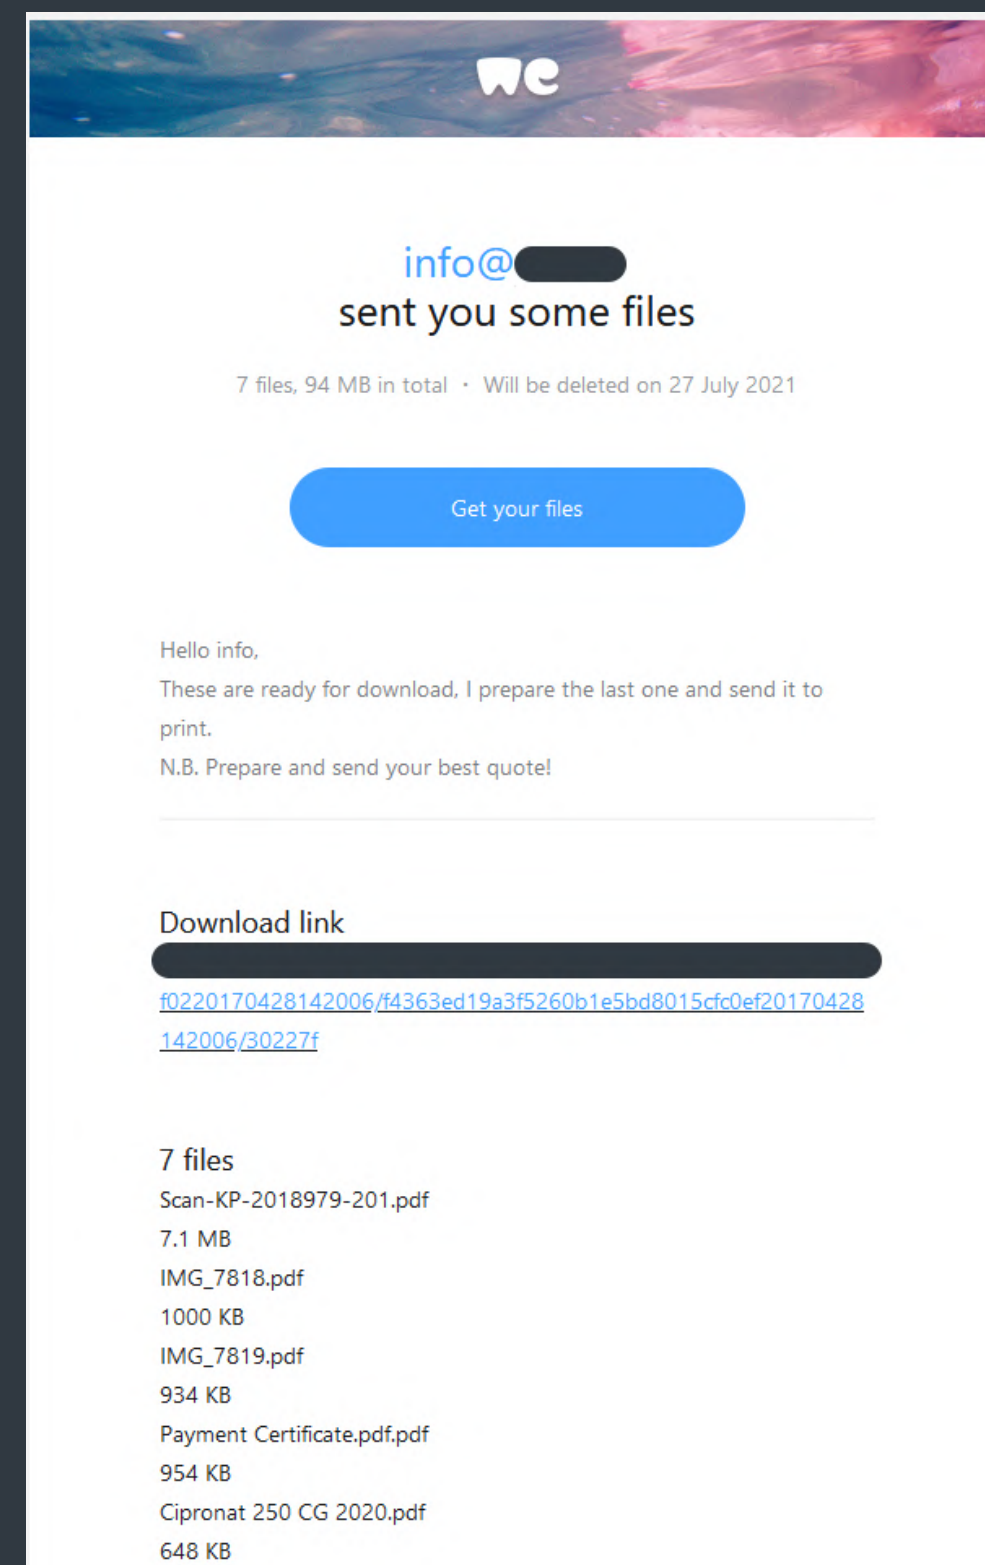 we
info@
sent you some files
7 files, 94 MB in total · Will be deleted on 27 July 2021
Get your files
Hello info,
These are ready for download, I prepare the last one and send it to
print.
N.B. Prepare and send your best quote!
Download link
f0220170428142006/f4363ed19a3f5260b1e5bd8015cfc0ef20170428
142006/30227f
7 files
Scan-KP-2018979-201.pdf
7.1 MB
IMG_7818.pdf
1000 KB
IMG_7819.pdf
934 KB
Payment Certificate.pdf.pdf
954 KB
Cipronat 250 CG 2020.pdf
648 KB